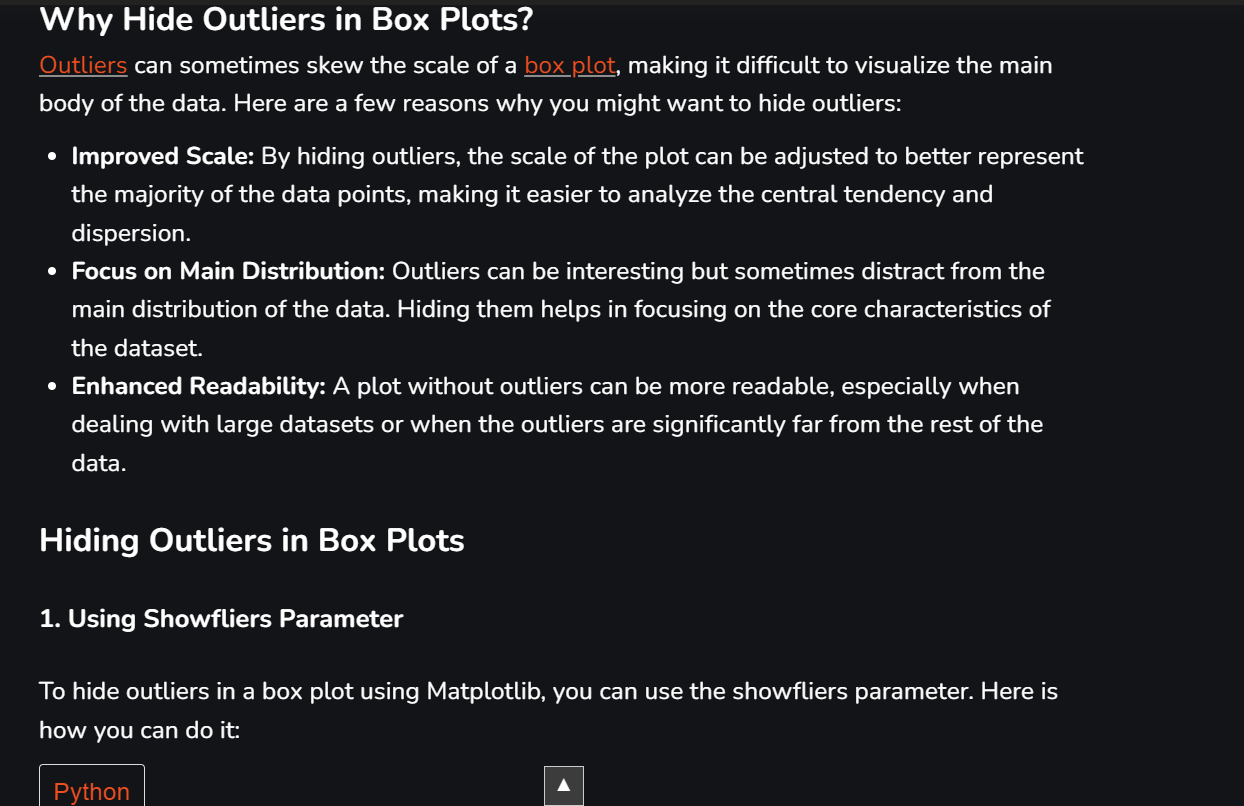 Why Hide Outliers in Box Plots?
Outliers can sometimes skew the scale of a box plot, making it difficult to visualize the main
body of the data. Here are a few reasons why you might want to hide outliers:
• Improved Scale: By hiding outliers, the scale of the plot can be adjusted to better represent
the majority of the data points, making it easier to analyze the central tendency and
dispersion.
• Focus on Main Distribution: Outliers can be interesting but sometimes distract from the
main distribution of the data. Hiding them helps in focusing on the core characteristics of
the dataset.
• Enhanced Readability: A plot without outliers can be more readable, especially when
dealing with large datasets or when the outliers are significantly far from the rest of the
data.
Hiding Outliers in Box Plots
1. Using Showfliers Parameter
To hide outliers in a box plot using Matplotlib, you can use the showfliers parameter. Here is
how you can do it:
Python